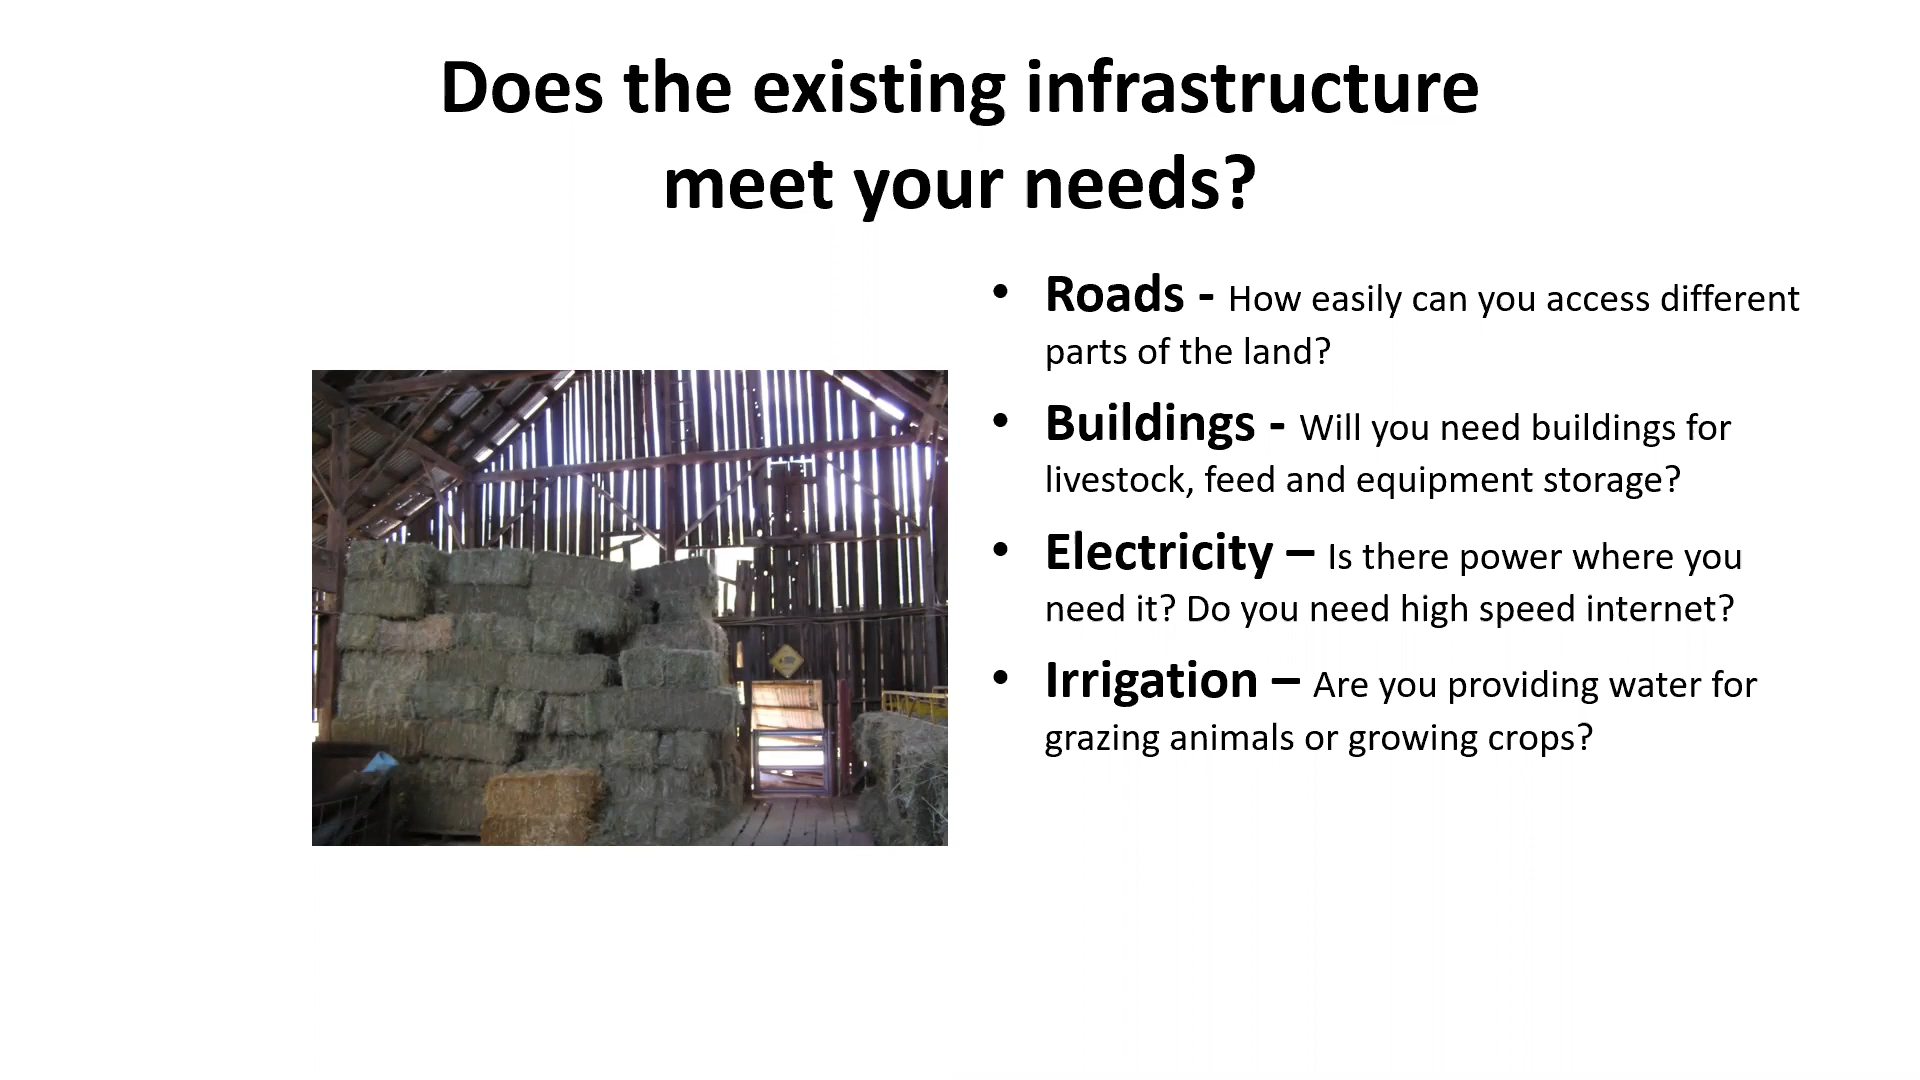 Does the existing infrastructure
meet your needs?
• Roads - How easily can you access different
parts of the land?
• Buildings - Will you need buildings for
livestock, feed and equipment storage?
• Electricity – Is there power where you
need it? Do you need high speed internet?
• Irrigation – Are you providing water for
grazing animals or growing crops?